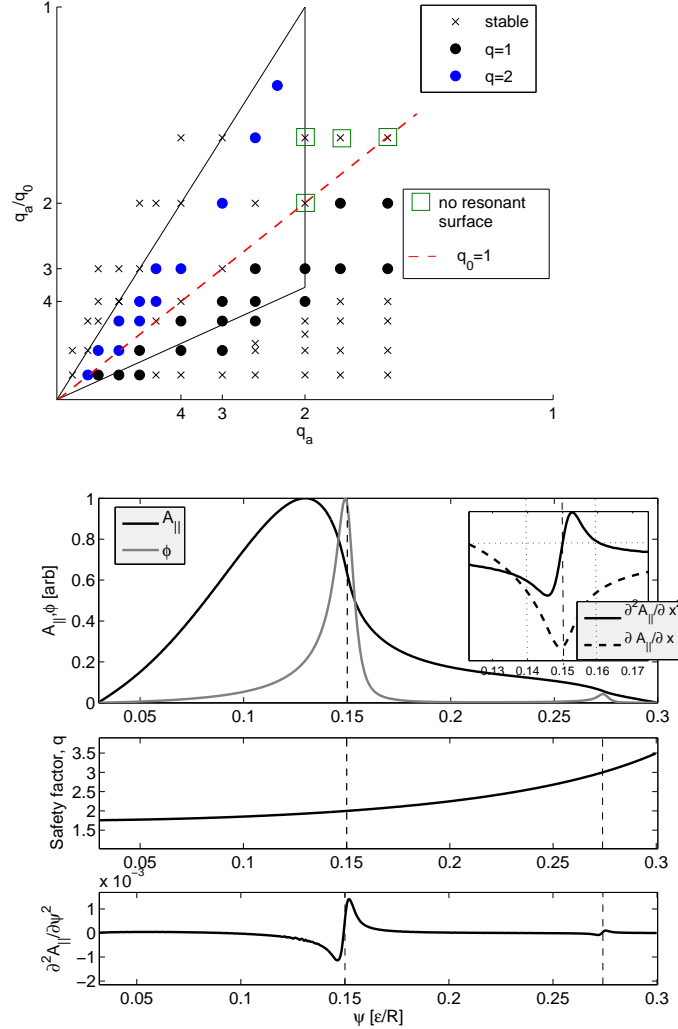 1
2
3
4
q_a/q_0
4
3
2
1
q_a
stable
q=1
q=2
no resonant
surface
q_0=1
1
0.8
0.6
0.4
0.2
0
A_||,ϕ [arb]
A_||
ϕ
0.05
0.1
0.15
0.2
0.25
0.3
∂²A_||/∂ x²
∂ A_||/∂ x
0.13
0.14
0.15
0.16
0.17
3.5
3
2.5
2
1.5
Safety factor, q
0.05
0.1
0.15
0.2
0.25
0.3
x 10⁻³
1
0
−1
−2
∂²A_||/∂ψ²
0.05
0.1
0.15
0.2
0.25
0.3
ψ [ε/R]